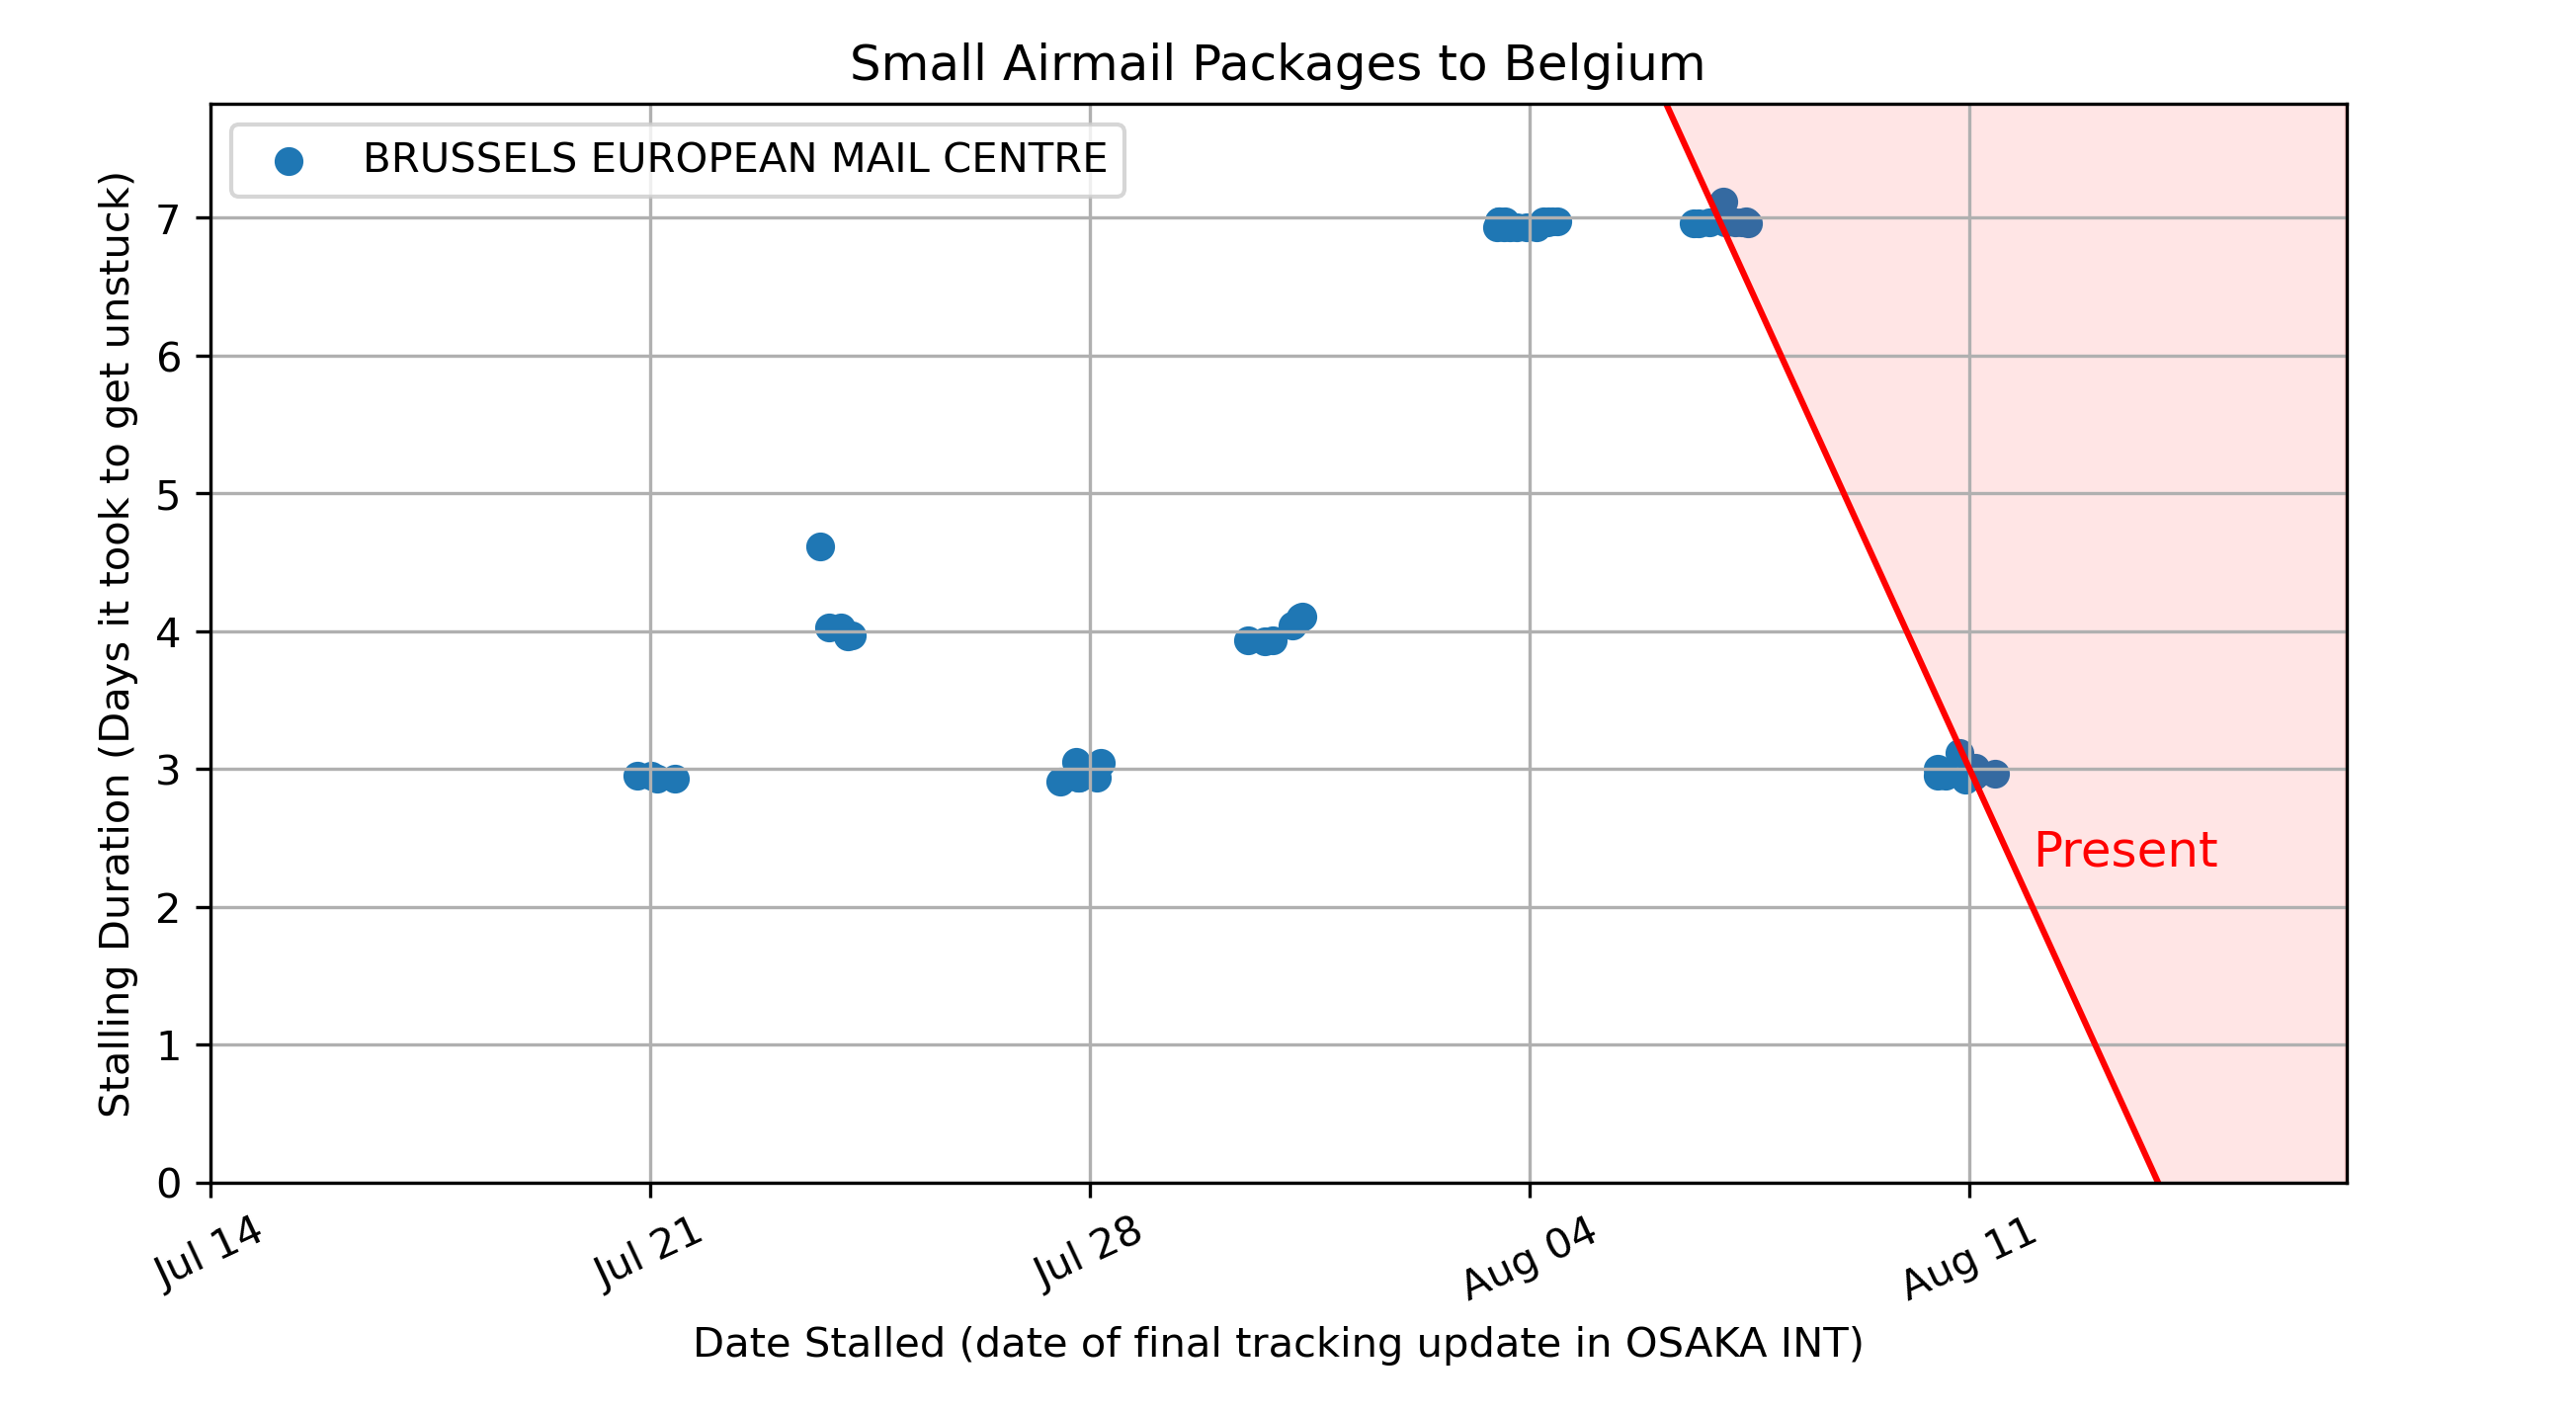 Small Airmail Packages to Belgium
BRUSSELS EUROPEAN MAIL CENTRE
Stalling Duration (Days it took to get unstuck)
7
6
5
4
3
2
1
0
Present
Jul 14
Jul 21
Jul 28
Aug 04
Aug 11
Date Stalled (date of final tracking update in OSAKA INT)